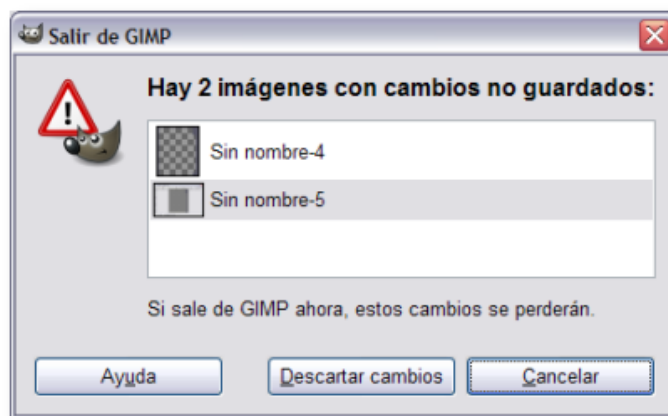 Salir de GIMP
Hay 2 imágenes con cambios no guardados:
Sin nombre-4
Sin nombre-5
Si sale de GIMP ahora, estos cambios se perderán.
Ayuda Descartar cambios Cancelar